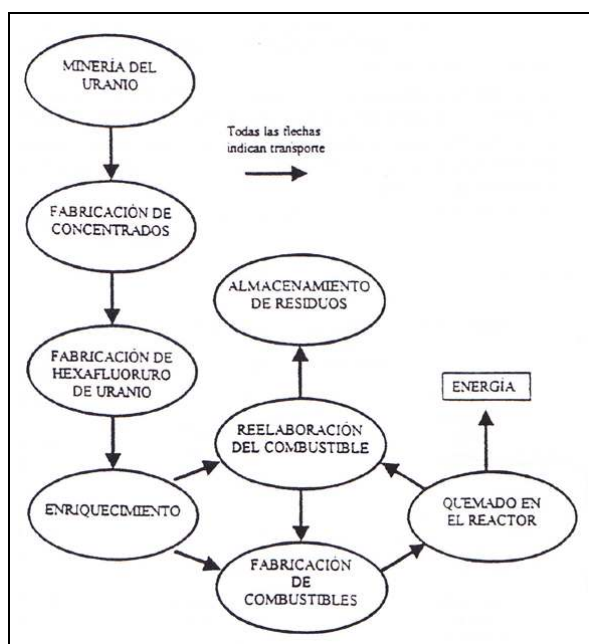 MINERÍA DEL
URANIO
Todas las flechas
indican transporte
FABRICACIÓN DE
CONCENTRADOS
ALMACENAMIENTO
DE RESIDUOS
FABRICACIÓN DE
HEXAFLUORURO
DE URANIO
ENERGÍA
REELABORACIÓN
DEL COMBUSTIBLE
ENRIQUECIMIENTO
QUEMADO EN
EL REACTOR
FABRICACIÓN
DE
COMBUSTIBLES